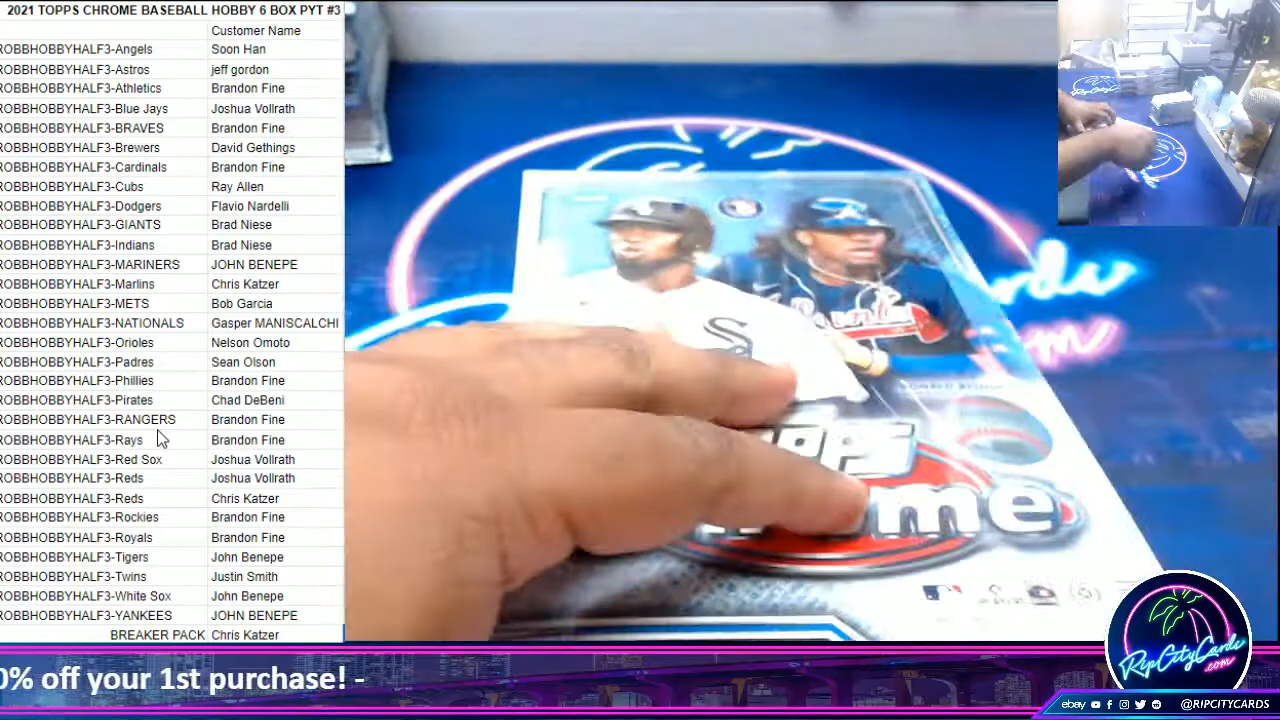 2021 TOPPS CHROME BASEBALL HOBBY 6 BOX PYT #3
Customer Name
ROBBHOBBYHALF3-Angels Soon Han
ROBBHOBBYHALF3-Astros jeff gordon
ROBBHOBBYHALF3-Athletics Brandon Fine
ROBBHOBBYHALF3-Blue Jays Joshua Vollrath
ROBBHOBBYHALF3-BRAVES Brandon Fine
ROBBHOBBYHALF3-Brewers David Gethings
ROBBHOBBYHALF3-Cardinals Brandon Fine
ROBBHOBBYHALF3-Cubs Ray Allen
ROBBHOBBYHALF3-Dodgers Flavio Nardelli
ROBBHOBBYHALF3-GIANTS Brad Niese
ROBBHOBBYHALF3-Indians Brad Niese
ROBBHOBBYHALF3-MARINERS JOHN BENEPE
ROBBHOBBYHALF3-Marlins Chris Katzer
ROBBHOBBYHALF3-METS Bob Garcia
ROBBHOBBYHALF3-NATIONALS Gasper MANISCALCHI
ROBBHOBBYHALF3-Orioles Nelson Omoto
ROBBHOBBYHALF3-Padres Sean Olson
ROBBHOBBYHALF3-Phillies Brandon Fine
ROBBHOBBYHALF3-Pirates Chad DeBeni
ROBBHOBBYHALF3-RANGERS Brandon Fine
ROBBHOBBYHALF3-Rays Brandon Fine
ROBBHOBBYHALF3-Red Sox Joshua Vollrath
ROBBHOBBYHALF3-Reds Joshua Vollrath
ROBBHOBBYHALF3-Reds Chris Katzer
ROBBHOBBYHALF3-Rockies Brandon Fine
ROBBHOBBYHALF3-Royals Brandon Fine
ROBBHOBBYHALF3-Tigers John Benepe
ROBBHOBBYHALF3-Twins Justin Smith
ROBBHOBBYHALF3-White Sox John Benepe
ROBBHOBBYHALF3-YANKEES JOHN BENEPE
BREAKER PACK Chris Katzer
0% off your 1st purchase! -
RipCityCards
.com
ebay @RIPCITYCARDS